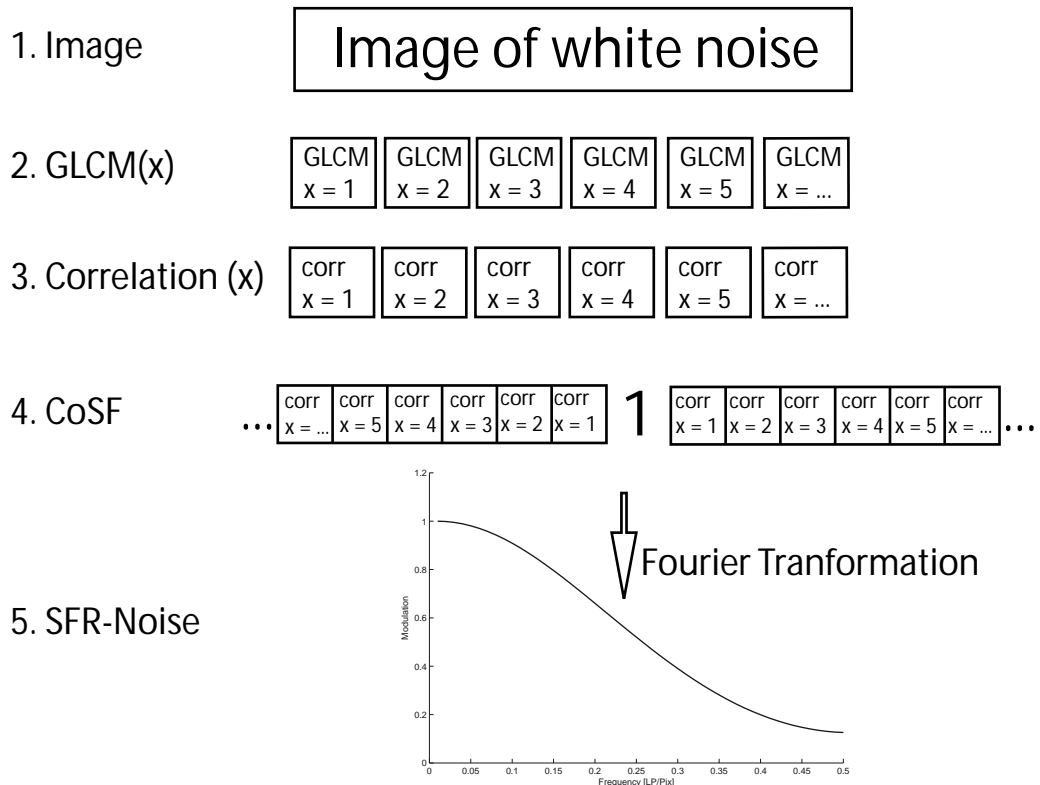 1. Image
Image of white noise
2. GLCM(x)
GLCM x = 1
GLCM x = 2
GLCM x = 3
GLCM x = 4
GLCM x = 5
GLCM x = ...
3. Correlation (x)
corr x = 1
corr x = 2
corr x = 3
corr x = 4
corr x = 5
corr x = ...
4. CoSF
...
corr x = ...
corr x = 5
corr x = 4
corr x = 3
corr x = 2
corr x = 1
1
corr x = 1
corr x = 2
corr x = 3
corr x = 4
corr x = 5
corr x = ...
...
Fourier Tranformation
5. SFR-Noise
Modulation
1.2
1
0.8
0.6
0.4
0.2
0
0 0.05 0.1 0.15 0.2 0.25 0.3 0.35 0.4 0.45 0.5
Frequency [LP/Pix]